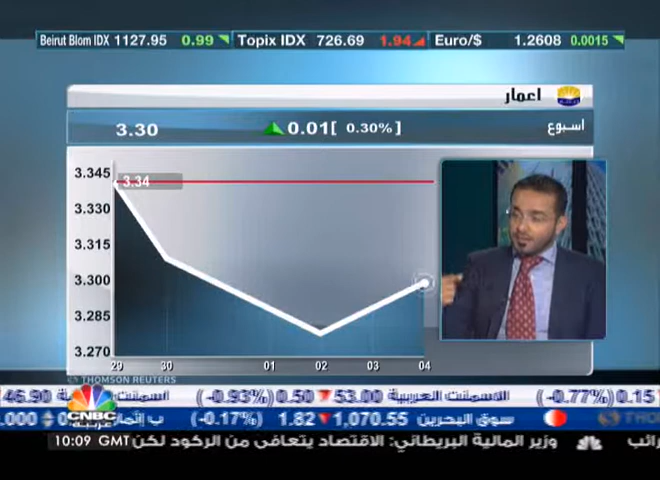 Beirut Blom IDX 1127.95 0.99 Topix IDX 726.69 1.94 Euro/$ 1.2608 0.0015
اعمار
3.30 0.01[ 0.30%] اسبوع
3.345
3.34
3.330
3.315
3.300
3.285
3.270
29 30 01 02 03 04
THOMSON REUTERS
0.15 (-0.77%) الاسمنت العربية 53.00 0.50 (-0.93%) 46.90
سوق البحرين 1,070.55 1.82 (-0.17%)
CNBC
عربية
وزير المالية البريطاني: الاقتصاد يتعافى من الركود لكن
10:09 GMT